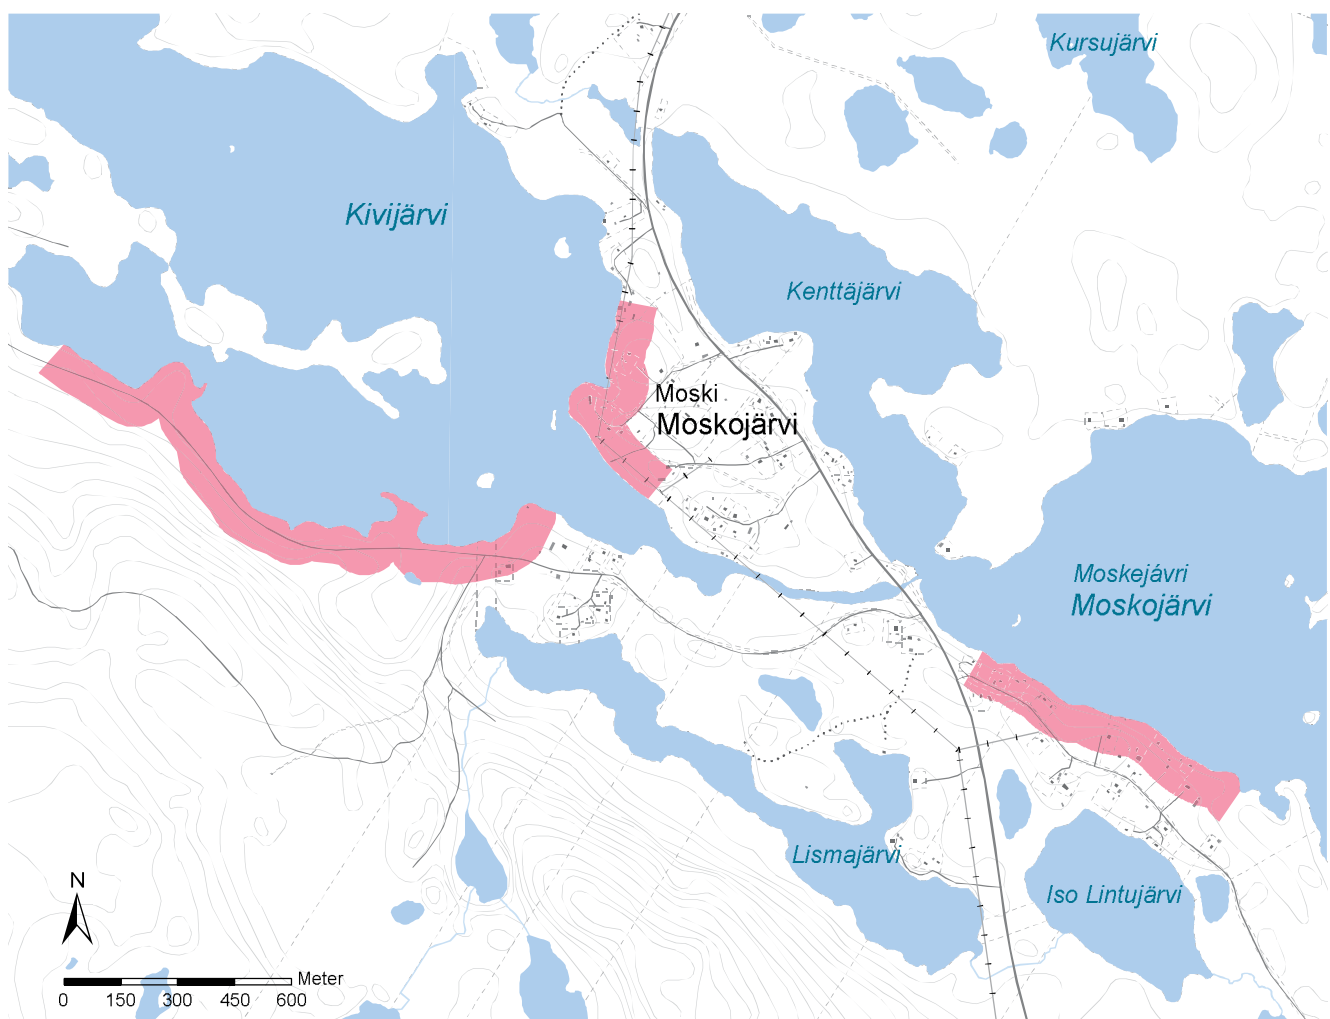 Kursujärvi
Kivijärvi
Kenttäjärvi
Moski
Moskojärvi
Moskejávri
Moskojärvi
Lismajärvi
Iso Lintujärvi
N
Meter
0 150 300 450 600